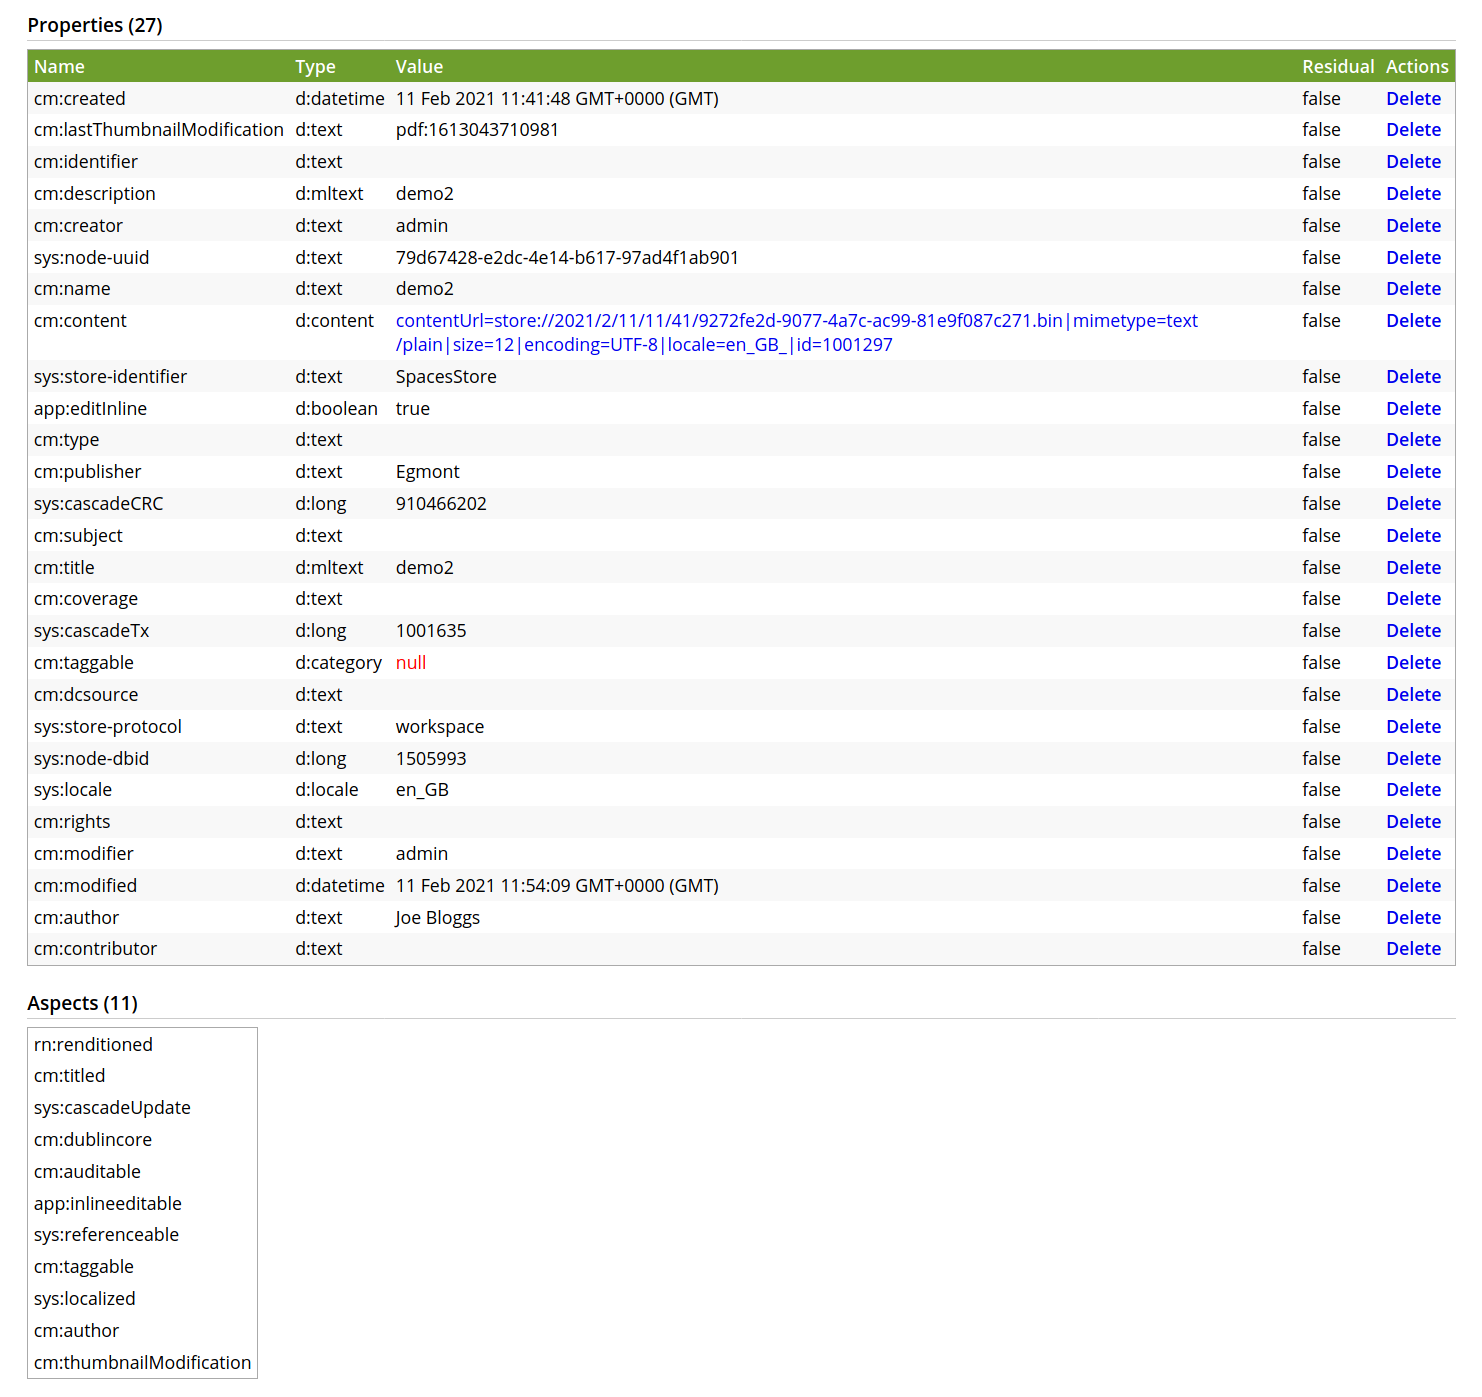 Properties (27)
Name Type Value Residual Actions
cm:created d:datetime 11 Feb 2021 11:41:48 GMT+0000 (GMT) false Delete
cm:lastThumbnailModification d:text pdf:1613043710981 false Delete
cm:identifier d:text false Delete
cm:description d:mltext demo2 false Delete
cm:creator d:text admin false Delete
sys:node-uuid d:text 79d67428-e2dc-4e14-b617-97ad4f1ab901 false Delete
cm:name d:text demo2 false Delete
cm:content d:content contentUrl=store://2021/2/11/11/41/9272fe2d-9077-4a7c-ac99-81e9f087c271.bin|mimetype=text false Delete
/plain|size=12|encoding=UTF-8|locale=en_GB_|id=1001297
sys:store-identifier d:text SpacesStore false Delete
app:editInline d:boolean true false Delete
cm:type d:text false Delete
cm:publisher d:text Egmont false Delete
sys:cascadeCRC d:long 910466202 false Delete
cm:subject d:text false Delete
cm:title d:mltext demo2 false Delete
cm:coverage d:text false Delete
sys:cascadeTx d:long 1001635 false Delete
cm:taggable d:category null false Delete
cm:dcsource d:text false Delete
sys:store-protocol d:text workspace false Delete
sys:node-dbid d:long 1505993 false Delete
sys:locale d:locale en_GB false Delete
cm:rights d:text false Delete
cm:modifier d:text admin false Delete
cm:modified d:datetime 11 Feb 2021 11:54:09 GMT+0000 (GMT) false Delete
cm:author d:text Joe Bloggs false Delete
cm:contributor d:text false Delete
Aspects (11)
rn:renditioned
cm:titled
sys:cascadeUpdate
cm:dublincore
cm:auditable
app:inlineeditable
sys:referenceable
cm:taggable
sys:localized
cm:author
cm:thumbnailModification